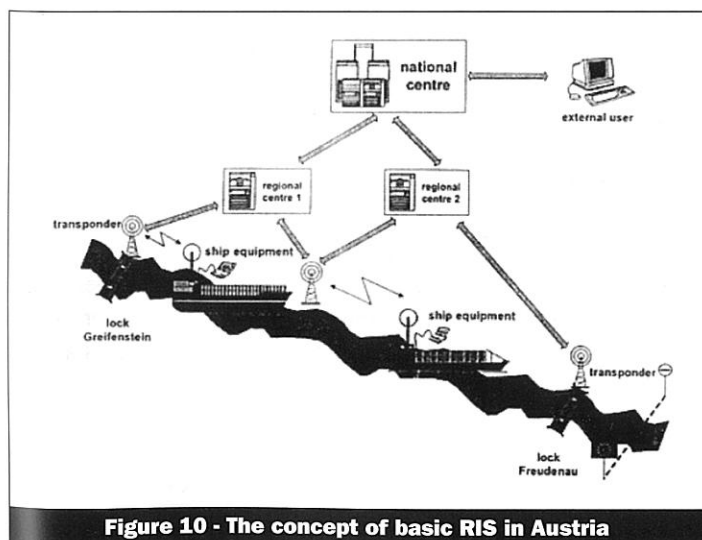 national
centre
external user
regional
centre 1
regional
centre 2
transponder
ship equipment
lock
Greifenstein
ship equipment
transponder
lock
Freudenau
Figure 10 - The concept of basic RIS in Austria